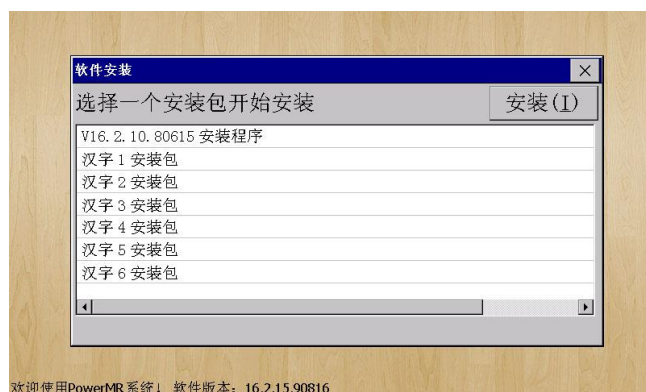 软件安装
选择一个安装包开始安装 安装(I)
V16.2.10.80615 安装程序
汉字 1 安装包
汉字 2 安装包
汉字 3 安装包
汉字 4 安装包
汉字 5 安装包
汉字 6 安装包
欢迎使用PowerMR系统! 软件版本: 16.2.15.90816